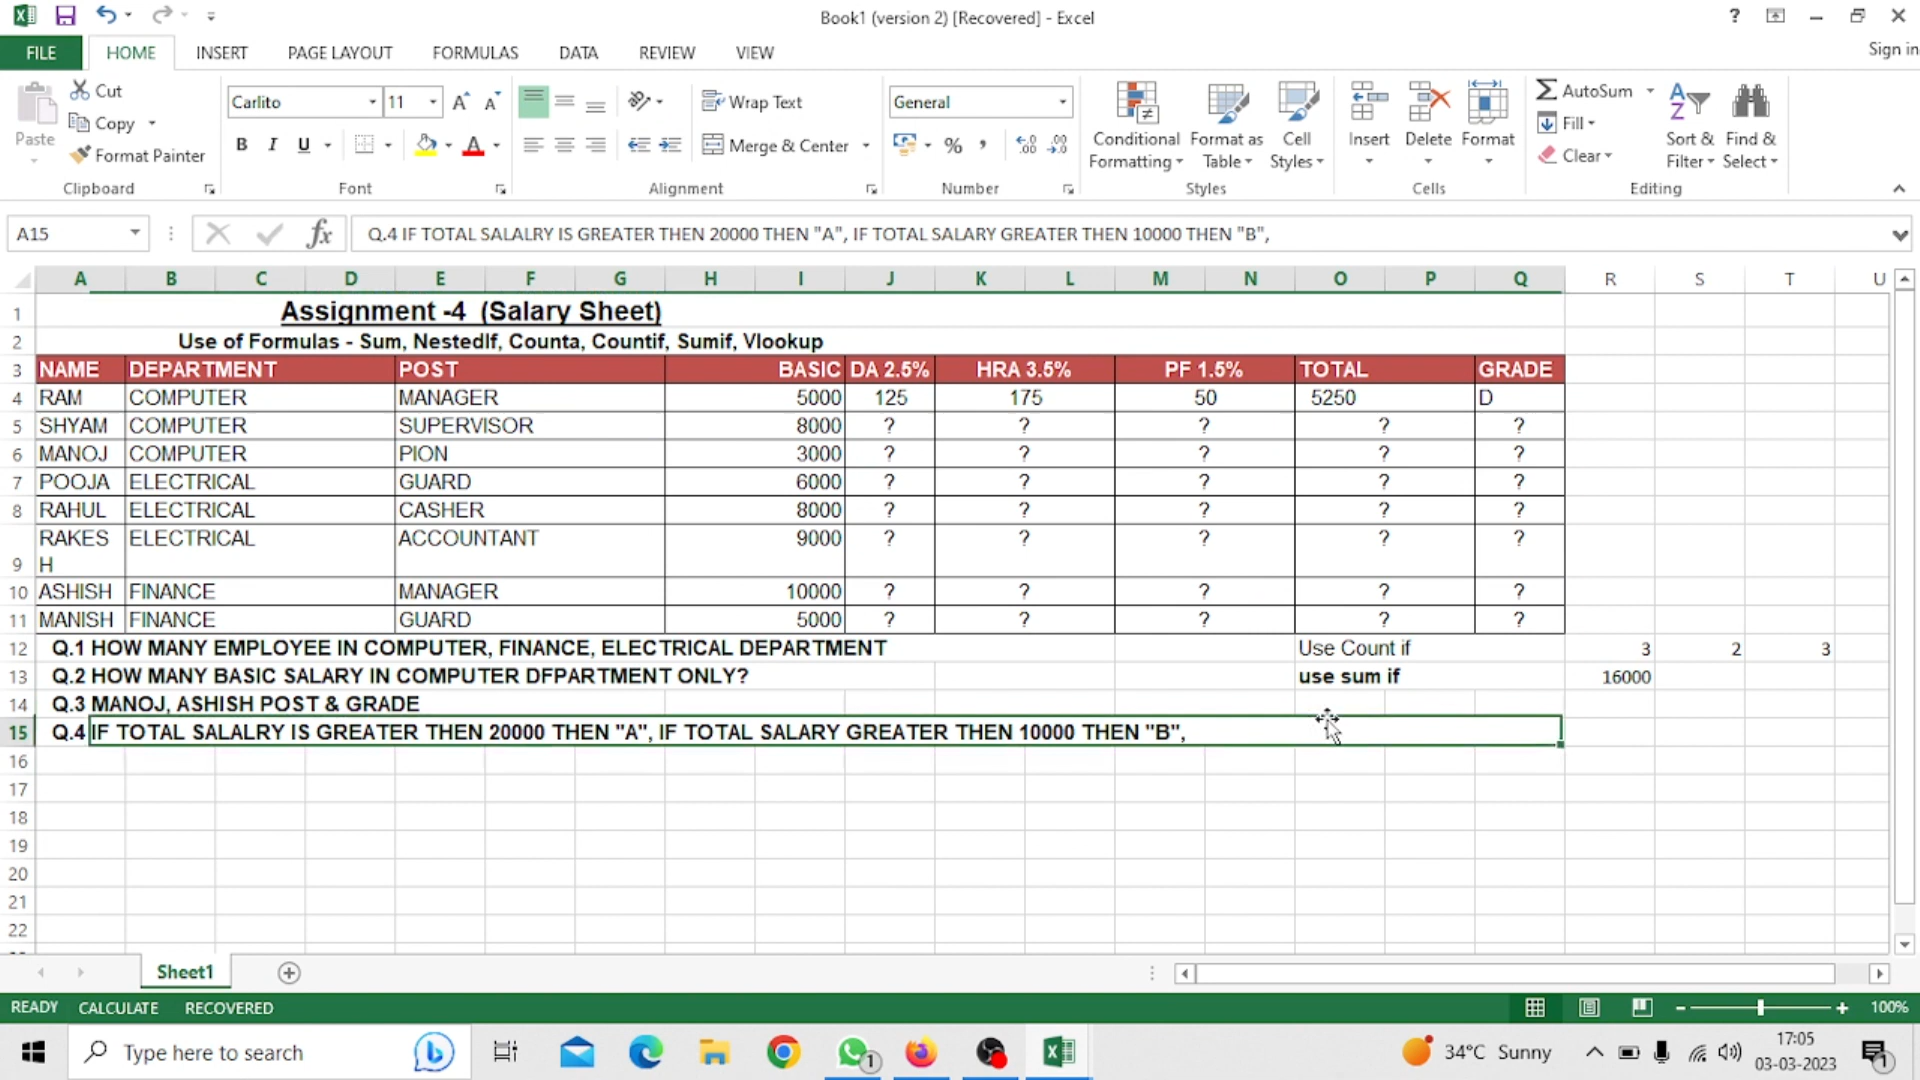 Book1 (version 2) [Recovered] - Excel
?
FILE HOME INSERT PAGE LAYOUT FORMULAS DATA REVIEW VIEW Sign in
Paste Cut Copy Format Painter Clipboard
Carlito 11 B I U A Font
Wrap Text Merge & Center Alignment
General % , Number
Conditional Formatting Format as Table Cell Styles Styles
Insert Delete Format Cells
AutoSum Fill Clear Sort & Filter Find & Select Editing
A15 fx Q.4 IF TOTAL SALALRY IS GREATER THEN 20000 THEN "A", IF TOTAL SALARY GREATER THEN 10000 THEN "B",
A B C D E F G H I J K L M N O P Q R S T U
1 Assignment -4 (Salary Sheet)
2 Use of Formulas - Sum, NestedIf, Counta, Countif, Sumif, Vlookup
3 NAME DEPARTMENT POST BASIC DA 2.5% HRA 3.5% PF 1.5% TOTAL GRADE
4 RAM COMPUTER MANAGER 5000 125 175 50 5250 D
5 SHYAM COMPUTER SUPERVISOR 8000 ? ? ? ? ?
6 MANOJ COMPUTER PION 3000 ? ? ? ? ?
7 POOJA ELECTRICAL GUARD 6000 ? ? ? ? ?
8 RAHUL ELECTRICAL CASHER 8000 ? ? ? ? ?
RAKES ELECTRICAL ACCOUNTANT 9000 ? ? ? ? ?
9 H
10 ASHISH FINANCE MANAGER 10000 ? ? ? ? ?
11 MANISH FINANCE GUARD 5000 ? ? ? ? ?
12 Q.1 HOW MANY EMPLOYEE IN COMPUTER, FINANCE, ELECTRICAL DEPARTMENT Use Count if 3 2 3
13 Q.2 HOW MANY BASIC SALARY IN COMPUTER DFPARTMENT ONLY? use sum if 16000
14 Q.3 MANOJ, ASHISH POST & GRADE
15 Q.4 IF TOTAL SALALRY IS GREATER THEN 20000 THEN "A", IF TOTAL SALARY GREATER THEN 10000 THEN "B",
16
17
18
19
20
21
22
Sheet1
READY CALCULATE RECOVERED 100%
Type here to search 1 34°C Sunny 17:05 1
03-03-2023